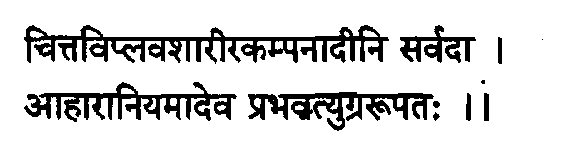 चित्तविप्लवशारीरकम्पनादीनि सर्वदा ।
आहारानियमादेव प्रभवन्त्युग्ररूपतः ।।